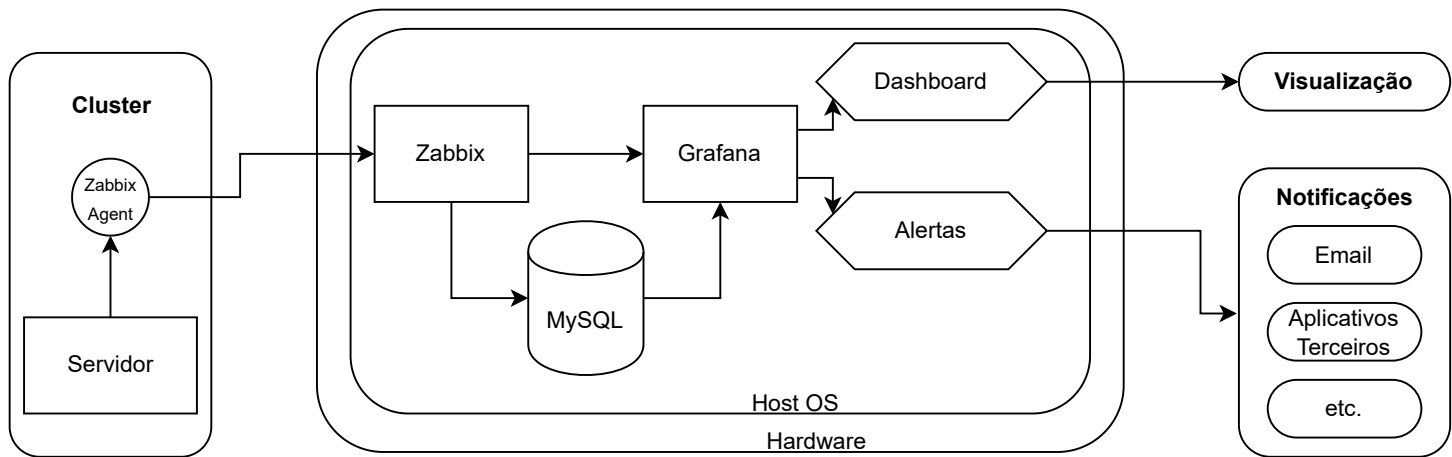 Cluster
Zabbix
Agent
Servidor
Zabbix
MySQL
Grafana
Dashboard
Alertas
Host OS
Hardware
Visualização
Notificações
Email
Aplicativos
Terceiros
etc.